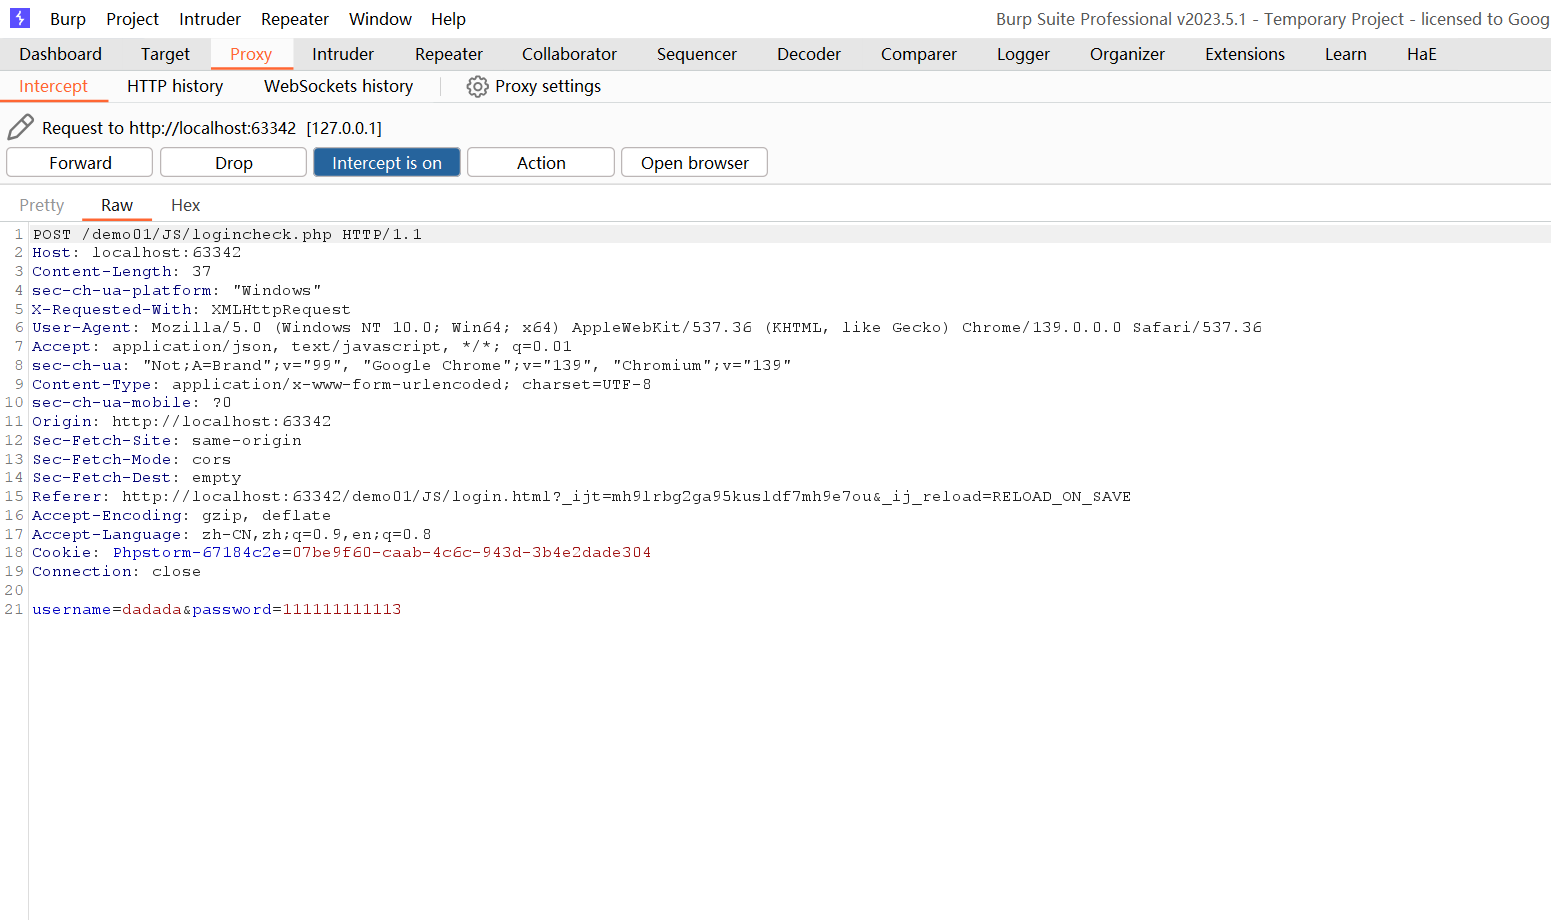 Burp Project Intruder Repeater Window Help Burp Suite Professional v2023.5.1 - Temporary Project - licensed to Goog
Dashboard Target Proxy Intruder Repeater Collaborator Sequencer Decoder Comparer Logger Organizer Extensions Learn HaE
Intercept HTTP history WebSockets history Proxy settings
Request to http://localhost:63342 [127.0.0.1]
Forward Drop Intercept is on Action Open browser
Pretty Raw Hex
1 POST /demo01/JS/logincheck.php HTTP/1.1
2 Host: localhost:63342
3 Content-Length: 37
4 sec-ch-ua-platform: "Windows"
5 X-Requested-With: XMLHttpRequest
6 User-Agent: Mozilla/5.0 (Windows NT 10.0; Win64; x64) AppleWebKit/537.36 (KHTML, like Gecko) Chrome/139.0.0.0 Safari/537.36
7 Accept: application/json, text/javascript, */*; q=0.01
8 sec-ch-ua: "Not;A=Brand";v="99", "Google Chrome";v="139", "Chromium";v="139"
9 Content-Type: application/x-www-form-urlencoded; charset=UTF-8
10 sec-ch-ua-mobile: ?0
11 Origin: http://localhost:63342
12 Sec-Fetch-Site: same-origin
13 Sec-Fetch-Mode: cors
14 Sec-Fetch-Dest: empty
15 Referer: http://localhost:63342/demo01/JS/login.html?_ijt=mh9lrbg2ga95kusldf7mh9e7ou&_ij_reload=RELOAD_ON_SAVE
16 Accept-Encoding: gzip, deflate
17 Accept-Language: zh-CN,zh;q=0.9,en;q=0.8
18 Cookie: Phpstorm-67184c2e=07be9f60-caab-4c6c-943d-3b4e2dade304
19 Connection: close
20
21 username=dadada&password=111111111113